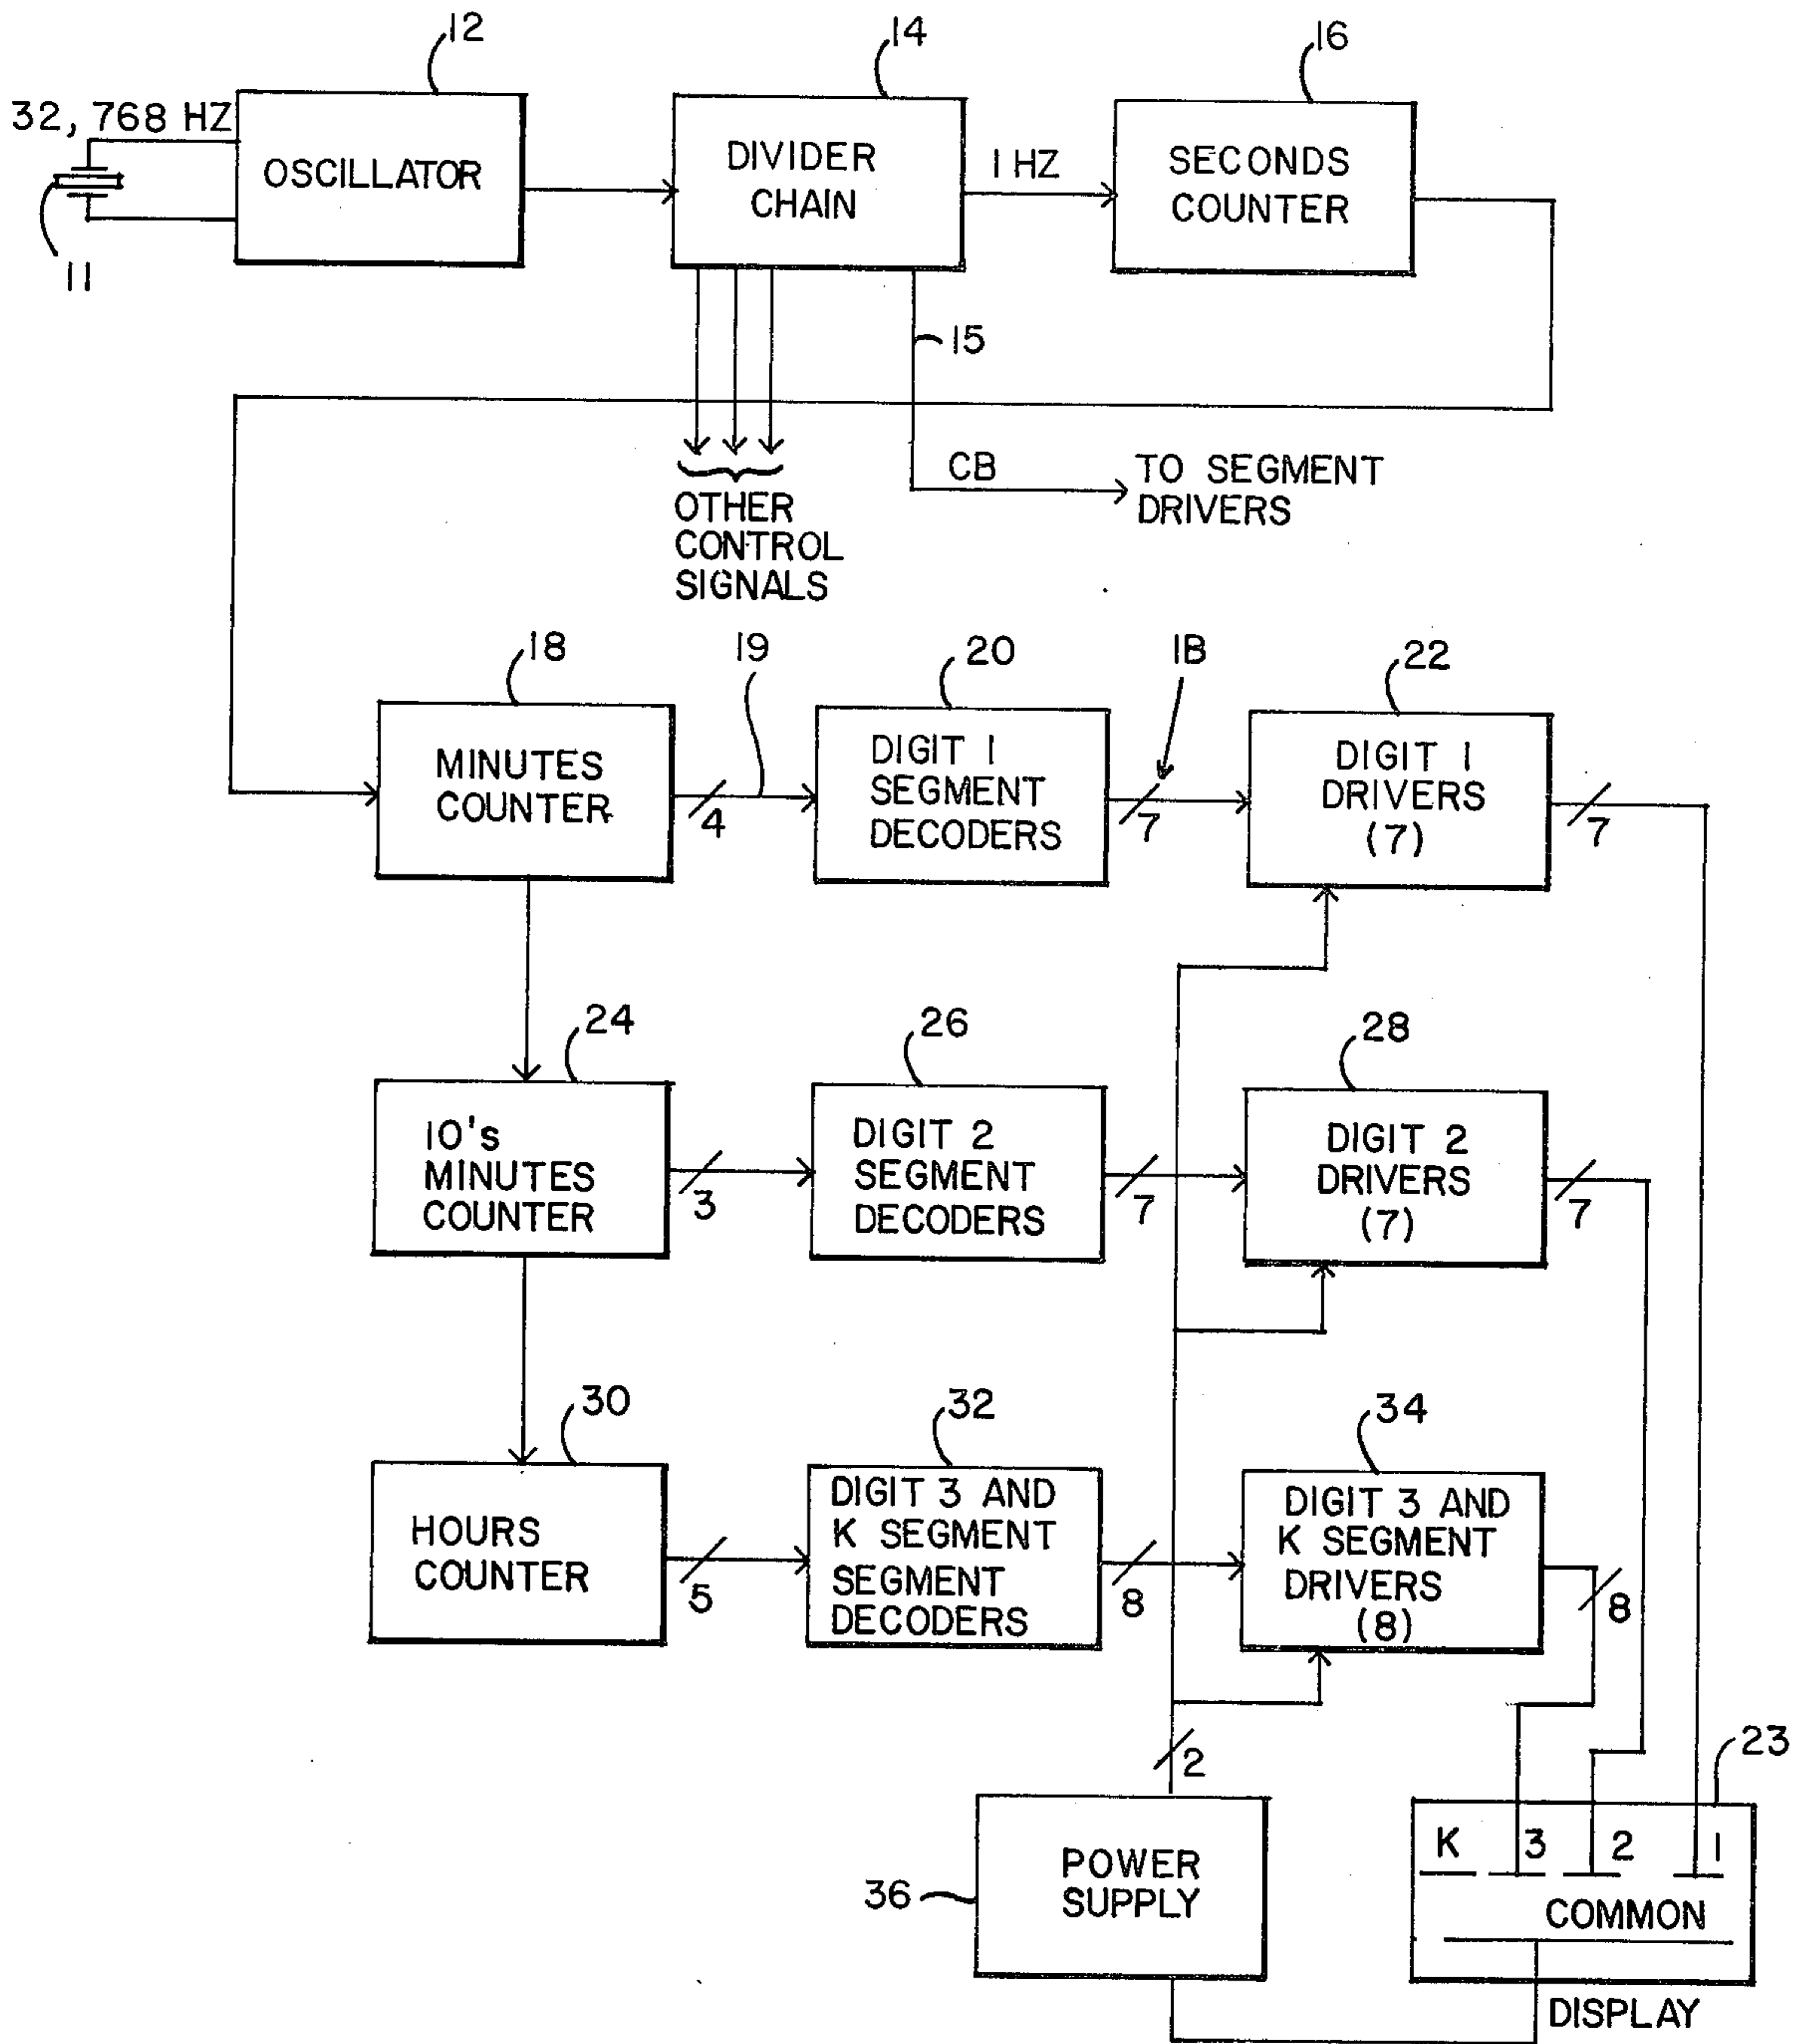 12
14
16
32, 768 HZ
OSCILLATOR
DIVIDER
CHAIN
1 HZ
SECONDS
COUNTER
11
15
CB
TO SEGMENT
DRIVERS
OTHER
CONTROL
SIGNALS
18
19
20
1B
22
MINUTES
COUNTER
4
DIGIT 1
SEGMENT
DECODERS
7
DIGIT 1
DRIVERS
(7)
7
24
26
28
10's
MINUTES
COUNTER
3
DIGIT 2
SEGMENT
DECODERS
7
DIGIT 2
DRIVERS
(7)
7
30
32
34
HOURS
COUNTER
5
DIGIT 3 AND
K SEGMENT
SEGMENT
DECODERS
8
DIGIT 3 AND
K SEGMENT
DRIVERS
(8)
8
2
23
36
POWER
SUPPLY
K 3 2 1
COMMON
DISPLAY